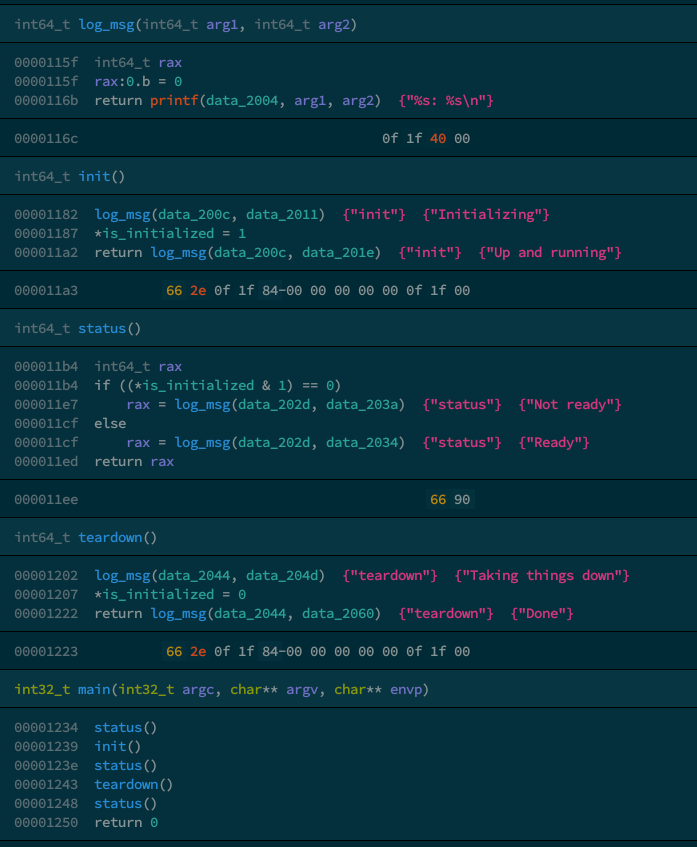 int64_t log_msg(int64_t arg1, int64_t arg2)
0000115f  int64_t rax
0000115f  rax:0.b = 0
0000116b  return printf(data_2004, arg1, arg2)  {"%s: %s\n"}
0000116c  0f 1f 40 00
int64_t init()
00001182  log_msg(data_200c, data_2011)  {"init"}  {"Initializing"}
00001187  *is_initialized = 1
000011a2  return log_msg(data_200c, data_201e)  {"init"}  {"Up and running"}
000011a3  66 2e 0f 1f 84-00 00 00 00 00 0f 1f 00
int64_t status()
000011b4  int64_t rax
000011b4  if ((*is_initialized & 1) == 0)
000011e7      rax = log_msg(data_202d, data_203a)  {"status"}  {"Not ready"}
000011cf  else
000011cf      rax = log_msg(data_202d, data_2034)  {"status"}  {"Ready"}
000011ed  return rax
000011ee  66 90
int64_t teardown()
00001202  log_msg(data_2044, data_204d)  {"teardown"}  {"Taking things down"}
00001207  *is_initialized = 0
00001222  return log_msg(data_2044, data_2060)  {"teardown"}  {"Done"}
00001223  66 2e 0f 1f 84-00 00 00 00 00 0f 1f 00
int32_t main(int32_t argc, char** argv, char** envp)
00001234  status()
00001239  init()
0000123e  status()
00001243  teardown()
00001248  status()
00001250  return 0